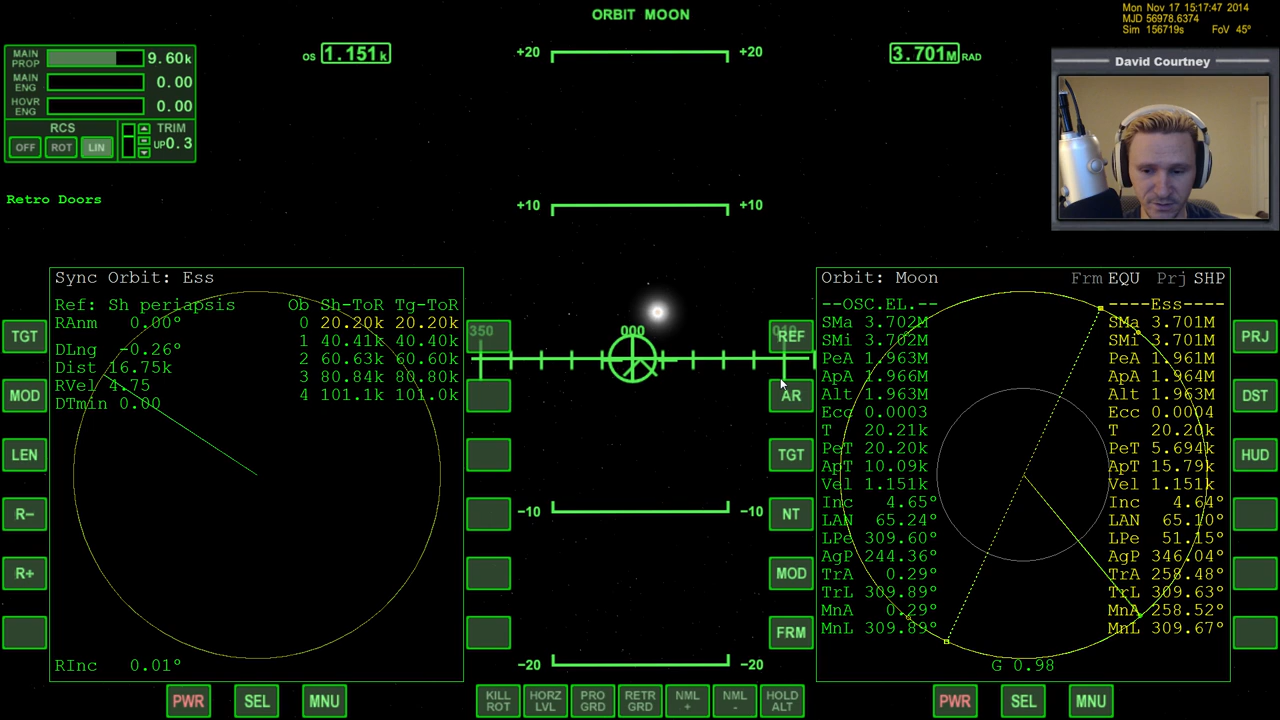 ORBIT MOON
Mon Nov 17 15:17:47 2014
MJD 56978.6374
Sim 156719s FoV 45°
MAIN PROP 9.60k
MAIN ENG 0.00
HOVR ENG 0.00
RCS
TRIM
OFF ROT LIN
UP 0.3
Retro Doors
OS 1.151k
3.701M RAD
+20 +20
+10 +10
-10 -10
-20 -20
350 000 010
David Courtney
Sync Orbit: Ess
Ref: Sh periapsis
RAnm 0.00°
DLng -0.26°
Dist 16.75k
RVel 4.75
DTmin 0.00
Ob Sh-ToR Tg-ToR
0 20.20k 20.20k
1 40.41k 40.40k
2 60.63k 60.60k
3 80.84k 80.80k
4 101.1k 101.0k
RInc 0.01°
TGT
MOD
LEN
R-
R+
PWR SEL MNU
KILL ROT
HORZ LVL
PRO GRD
RETR GRD
NML +
NML -
HOLD ALT
REF
AR
TGT
NT
MOD
FRM
Orbit: Moon Frm EQU Prj SHP
--OSC.EL.-- ----Ess----
SMa 3.702M SMa 3.701M
SMi 3.702M SMi 3.701M
PeA 1.963M PeA 1.961M
ApA 1.966M ApA 1.964M
Alt 1.963M Alt 1.964M
Ecc 0.0003 Ecc 0.0004
T 20.21k T 20.20k
PeT 20.20k PeT 5.694k
ApT 10.09k ApT 15.79k
Vel 1.151k Vel 1.151k
Inc 4.65° Inc 4.64°
LAN 65.24° LAN 65.10°
LPe 309.60° LPe 51.15°
AgP 244.36° AgP 346.04°
TrA 0.29° TrA 258.48°
TrL 309.89° TrL 309.63°
MnA 0.29° MnA 258.52°
MnL 309.89° MnL 309.67°
G 0.98
PRJ
DST
HUD
PWR SEL MNU